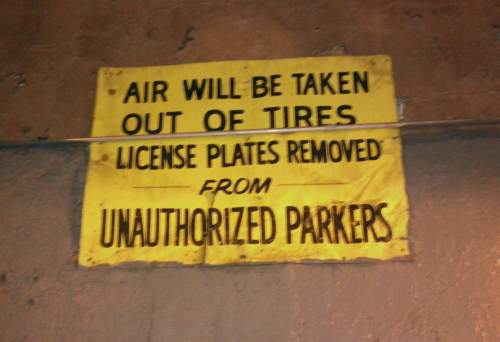 AIR WILL BE TAKEN
OUT OF TIRES
LICENSE PLATES REMOVED
FROM
UNAUTHORIZED PARKERS